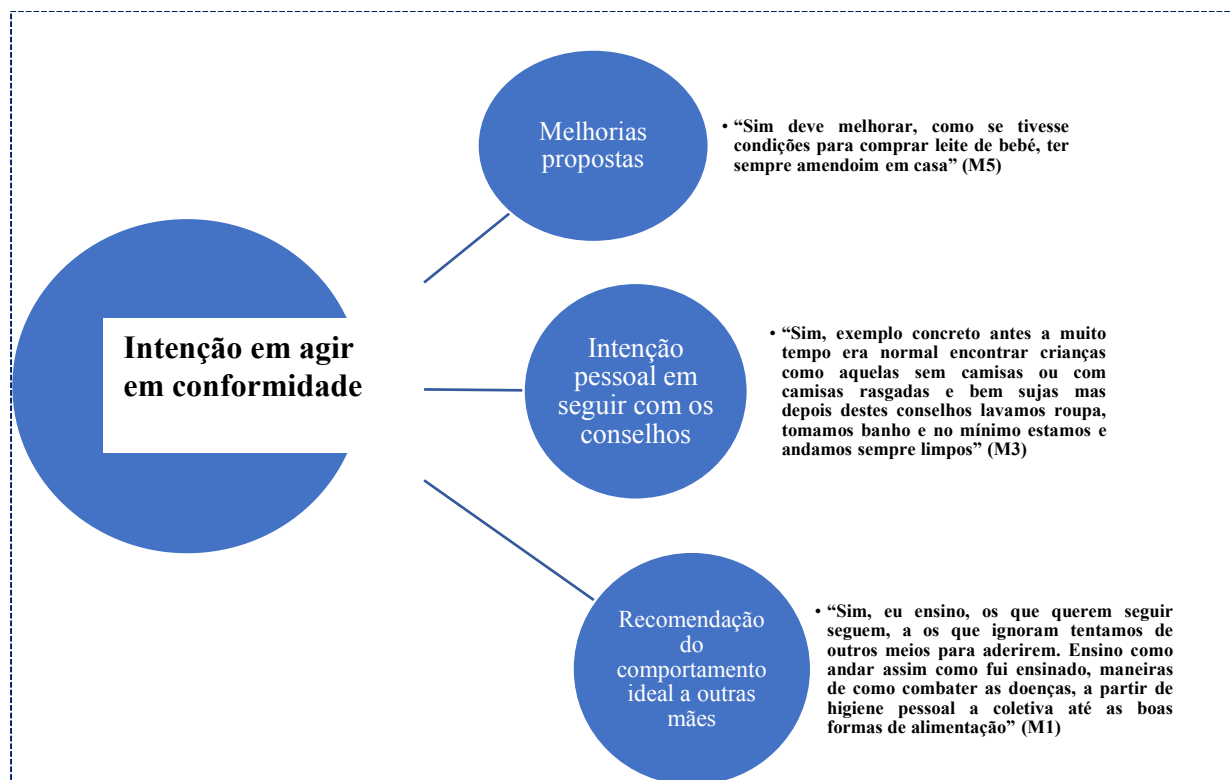 Melhorias
propostas
• “Sim deve melhorar, como se tivesse
condições para comprar leite de bebé, ter
sempre amendoim em casa” (M5)
Intenção em agir
em conformidade
Intenção
pessoal em
seguir com os
conselhos
• “Sim, exemplo concreto antes a muito
tempo era normal encontrar crianças
como aquelas sem camisas ou com
camisas rasgadas e bem sujas mas
depois destes conselhos lavamos roupa,
tomamos banho e no mínimo estamos e
andamos sempre limpos” (M3)
Recomendação
do
comportamento
ideal a outras
mães
• “Sim, eu ensino, os que querem seguir
seguem, a os que ignoram tentamos de
outros meios para aderirem. Ensino como
andar assim como fui ensinado, maneiras
de como combater as doenças, a partir de
higiene pessoal a coletiva até as boas
formas de alimentação” (M1)